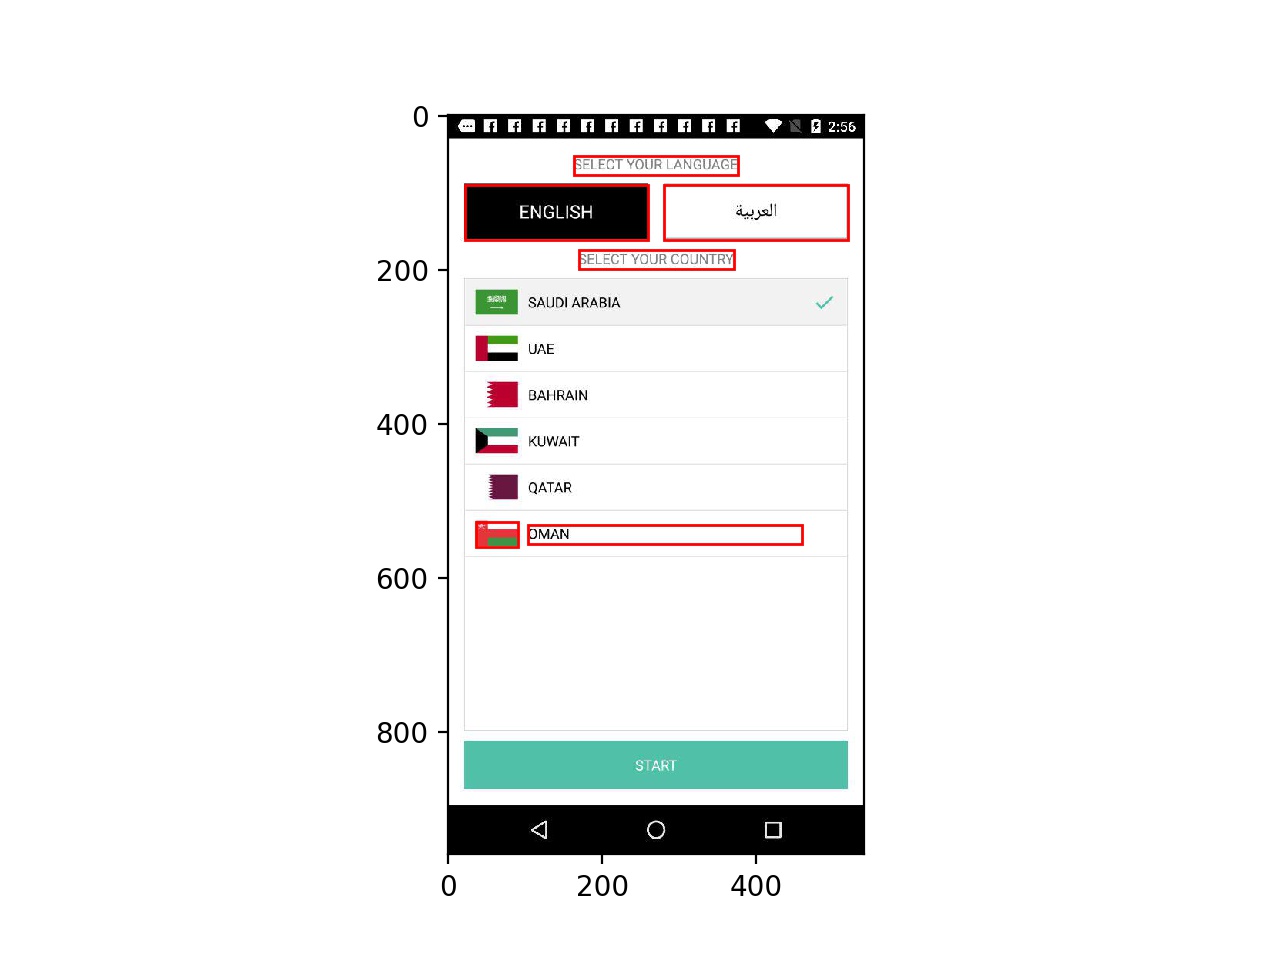 0
2:56
SELECT YOUR LANGUAGE
ENGLISH
العربية
200
SELECT YOUR COUNTRY
SAUDI ARABIA
UAE
BAHRAIN
400
KUWAIT
QATAR
OMAN
600
800
START
0 200 400